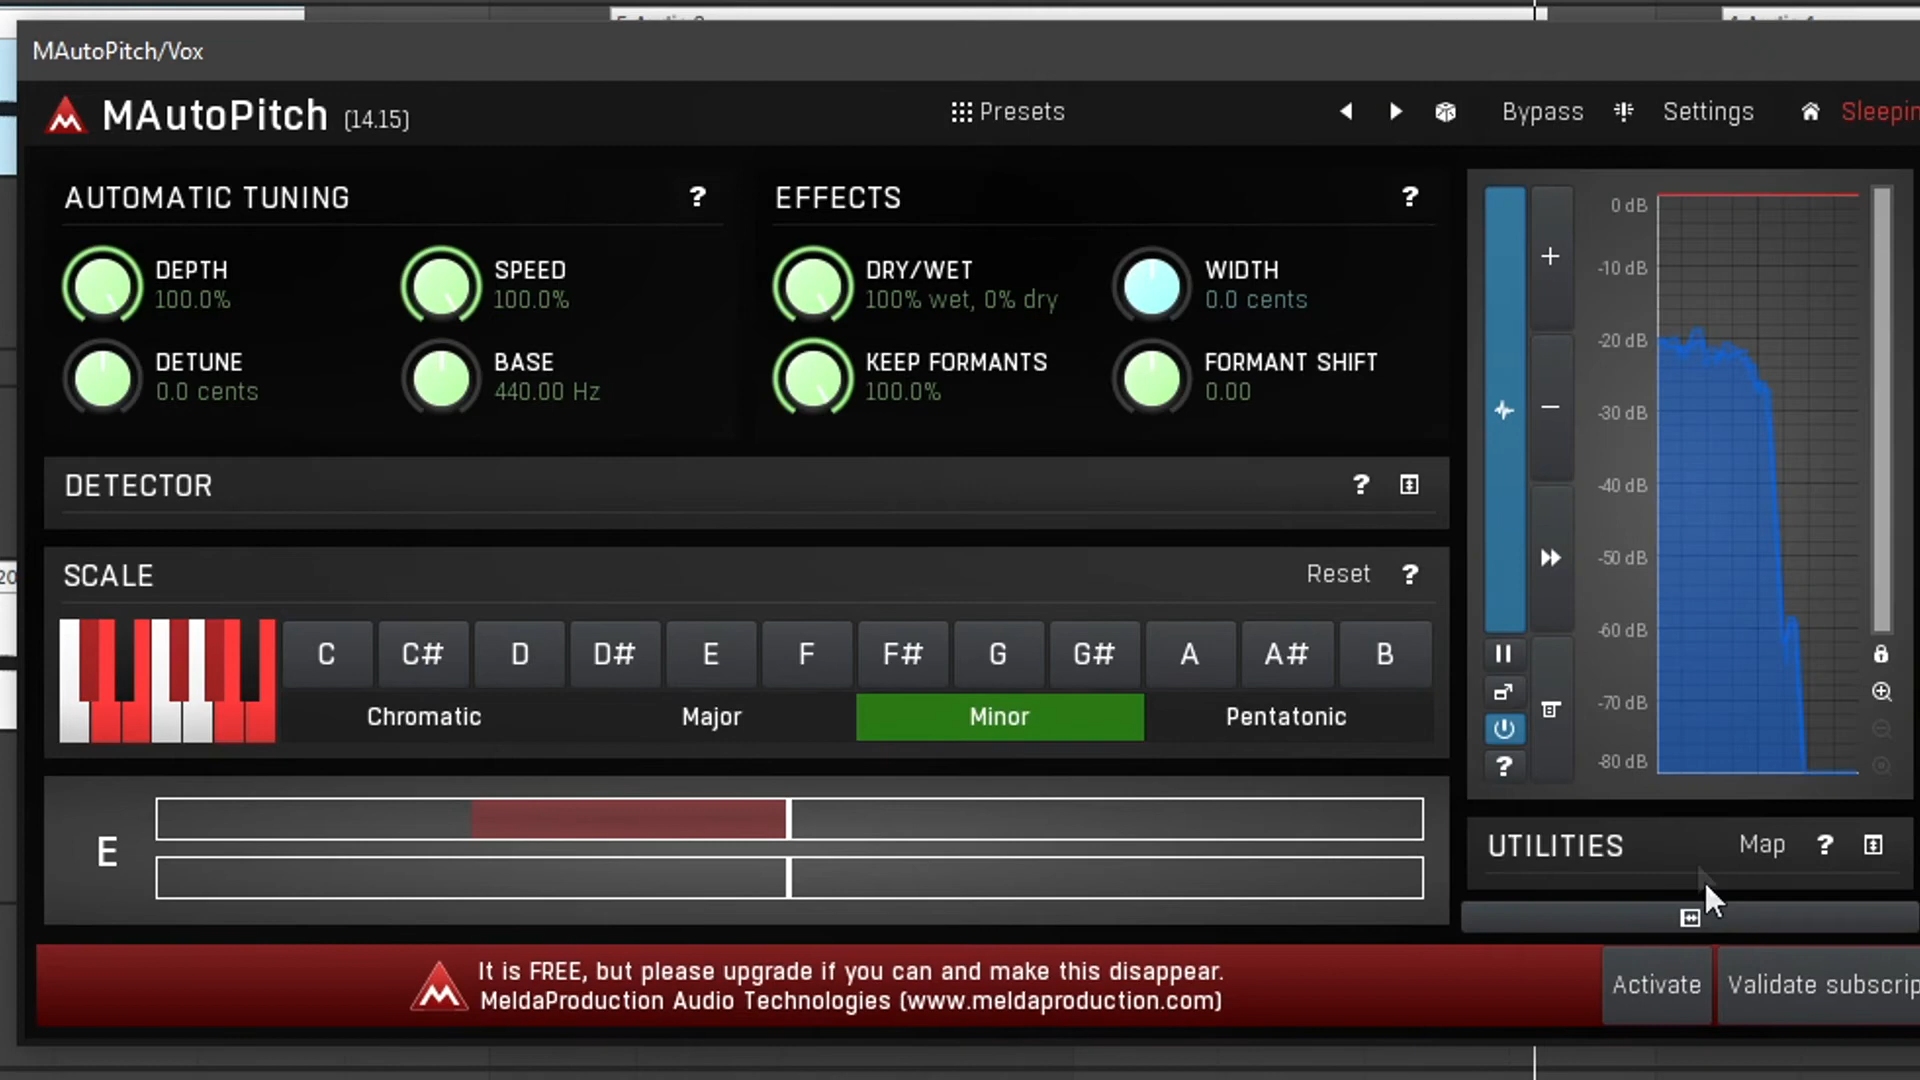 MAutoPitch/Vox
MAutoPitch (14.15)
Presets
Bypass
Settings
AUTOMATIC TUNING ?
DEPTH
100.0%
SPEED
100.0%
DETUNE
0.0 cents
BASE
440.00 Hz
EFFECTS ?
DRY/WET
100% wet, 0% dry
WIDTH
0.0 cents
KEEP FORMANTS
100.0%
FORMANT SHIFT
0.00
DETECTOR ?
SCALE Reset ?
C C# D D# E F F# G G# A A# B
Chromatic Major Minor Pentatonic
E
0 dB
-10 dB
-20 dB
-30 dB
-40 dB
-50 dB
-60 dB
-70 dB
-80 dB
?
UTILITIES Map ?
It is FREE, but please upgrade if you can and make this disappear.
MeldaProduction Audio Technologies (www.meldaproduction.com)
Activate
Validate